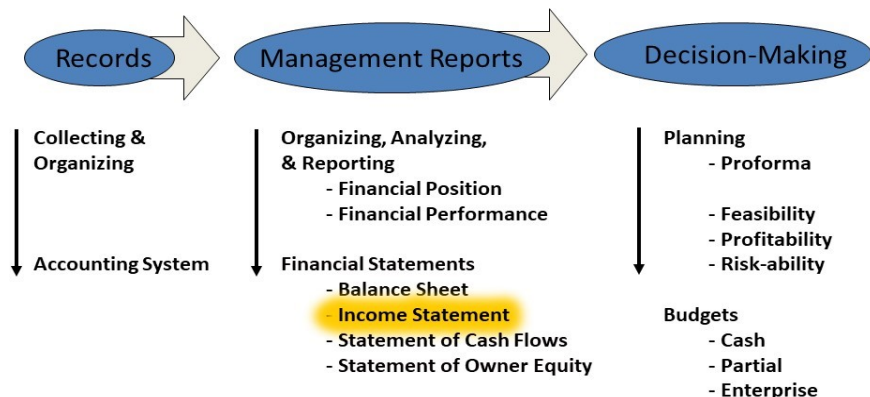 Records
Management Reports
Decision-Making
Collecting &
Organizing
Accounting System
Organizing, Analyzing,
& Reporting
- Financial Position
- Financial Performance
Financial Statements
- Balance Sheet
- Income Statement
- Statement of Cash Flows
- Statement of Owner Equity
Planning
- Proforma
- Feasibility
- Profitability
- Risk-ability
Budgets
- Cash
- Partial
- Enterprise